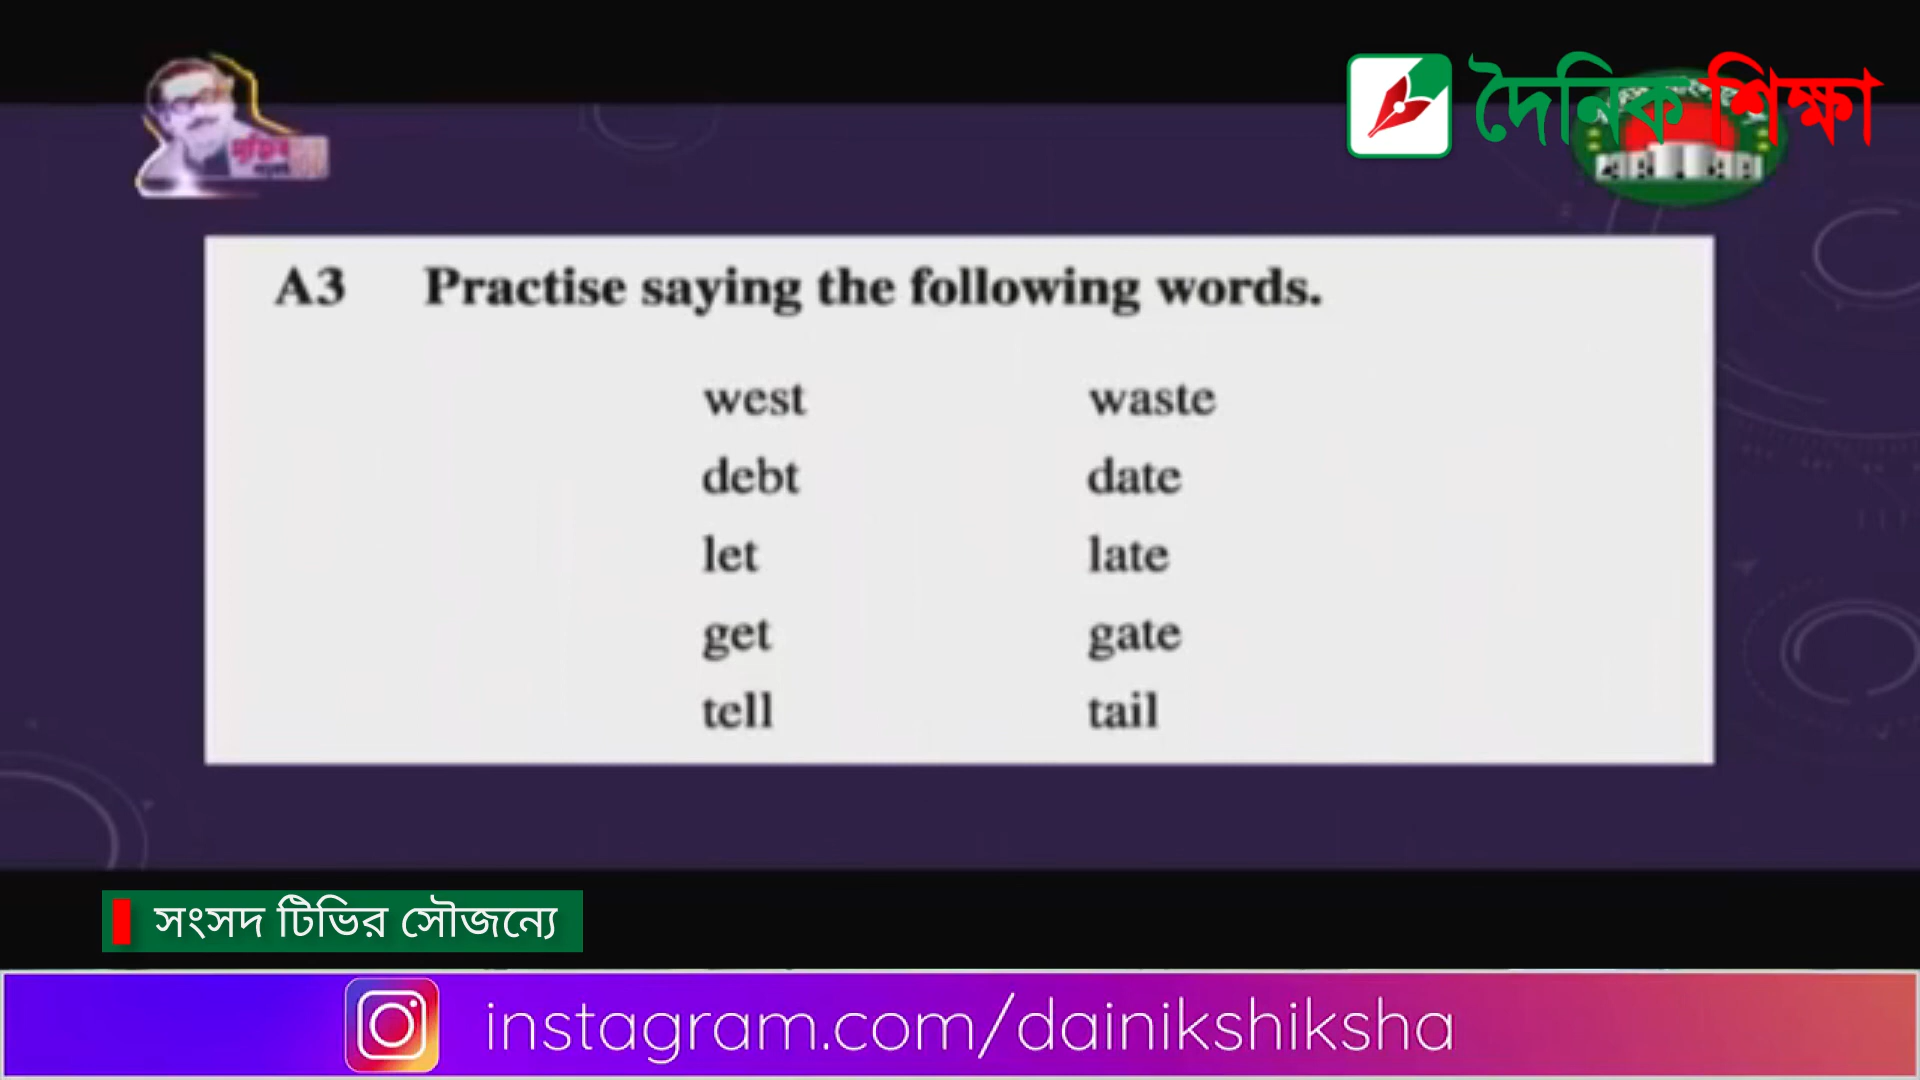 দৈনিক শিক্ষা
A3 Practise saying the following words.
west waste
debt date
let late
get gate
tell tail
সংসদ টিভির সৌজন্যে
instagram.com/dainikshiksha